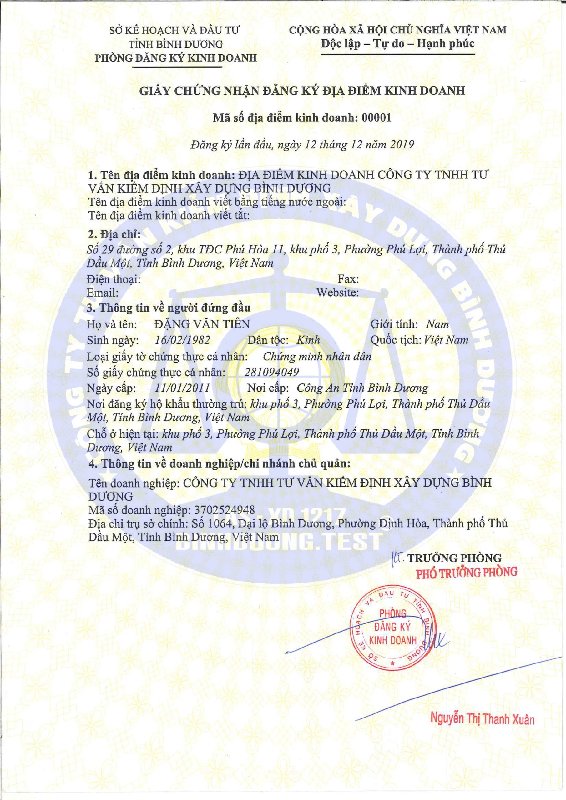 SỞ KẾ HOẠCH VÀ ĐẦU TƯ
TỈNH BÌNH DƯƠNG
PHÒNG ĐĂNG KÝ KINH DOANH
CỘNG HÒA XÃ HỘI CHỦ NGHĨA VIỆT NAM
Độc lập – Tự do – Hạnh phúc
GIẤY CHỨNG NHẬN ĐĂNG KÝ ĐỊA ĐIỂM KINH DOANH
Mã số địa điểm kinh doanh: 00001
Đăng ký lần đầu, ngày 12 tháng 12 năm 2019
1. Tên địa điểm kinh doanh: ĐỊA ĐIỂM KINH DOANH CÔNG TY TNHH TƯ
VẤN KIỂM ĐỊNH XÂY DỰNG BÌNH DƯƠNG
Tên địa điểm kinh doanh viết bằng tiếng nước ngoài:
Tên địa điểm kinh doanh viết tắt:
2. Địa chỉ:
Số 29 đường số 2, khu TĐC Phú Hòa 11, khu phố 3, Phường Phú Lợi, Thành phố Thủ
Dầu Một, Tỉnh Bình Dương, Việt Nam
Điện thoại: Fax:
Email: Website:
3. Thông tin về người đứng đầu
Họ và tên: ĐẶNG VĂN TIÊN Giới tính: Nam
Sinh ngày: 16/02/1982 Dân tộc: Kinh Quốc tịch: Việt Nam
Loại giấy tờ chứng thực cá nhân: Chứng minh nhân dân
Số giấy chứng thực cá nhân: 281094049
Ngày cấp: 11/01/2011 Nơi cấp: Công An Tỉnh Bình Dương
Nơi đăng ký hộ khẩu thường trú: khu phố 3, Phường Phú Lợi, Thành phố Thủ Dầu
Một, Tỉnh Bình Dương, Việt Nam
Chỗ ở hiện tại: khu phố 3, Phường Phú Lợi, Thành phố Thủ Dầu Một, Tỉnh Bình
Dương, Việt Nam
4. Thông tin về doanh nghiệp/chi nhánh chủ quản:
Tên doanh nghiệp: CÔNG TY TNHH TƯ VẤN KIỂM ĐỊNH XÂY DỰNG BÌNH
DƯƠNG
Mã số doanh nghiệp: 3702524948
Địa chỉ trụ sở chính: Số 1064, Đại lộ Bình Dương, Phường Định Hòa, Thành phố Thủ
Dầu Một, Tỉnh Bình Dương, Việt Nam
XD 1217
BINHDUONG.TEST
KT. TRƯỞNG PHÒNG
PHÓ TRƯỞNG PHÒNG
SỞ KẾ HOẠCH VÀ ĐẦU TƯ TỈNH BÌNH DƯƠNG
PHÒNG
ĐĂNG KÝ
KINH DOANH
Nguyễn Thị Thanh Xuân